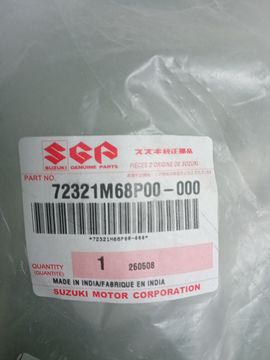 SGP スズキ純正部品
SUZUKI GENUINE PARTS PIÈCES D'ORIGINE DE SUZUKI
PART NO.
72321M68P00-000
*72321M68P00-000*
QUANTITY (QUANTITÉ) 1 260508
MADE IN INDIA/FABRIQUE EN INDIA
SUZUKI MOTOR CORPORATION